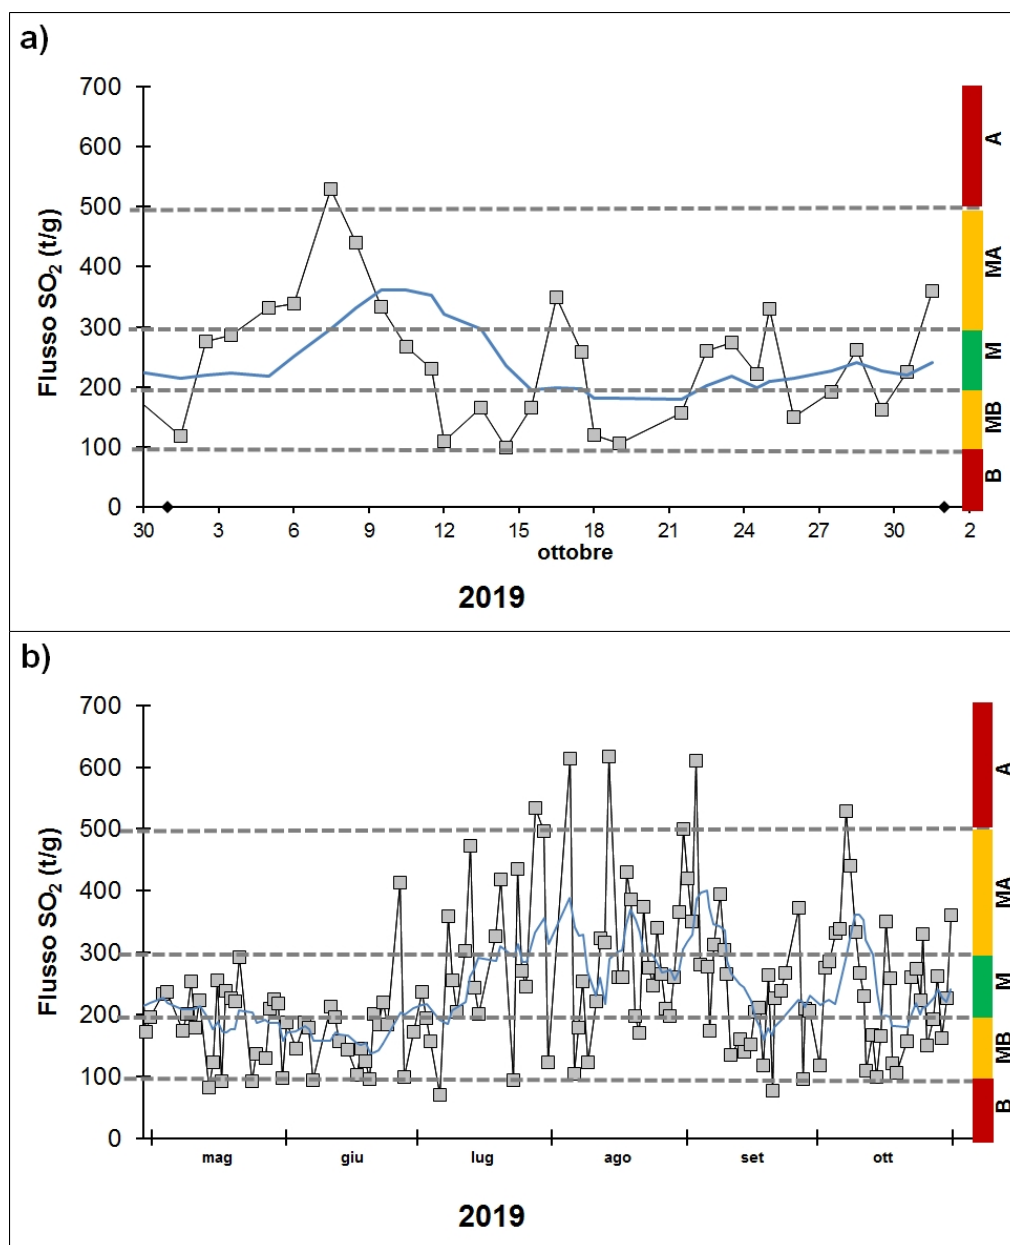 a)
700
600
500
400
300
200
100
0
Flusso SO₂ (t/g)
A
MA
M
MB
B
30 3 6 9 12 15 18 21 24 27 30 2
ottobre
2019
b)
700
600
500
400
300
200
100
0
Flusso SO₂ (t/g)
A
MA
M
MB
B
mag giu lug ago set ott
2019